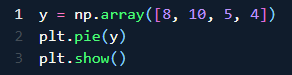 1 y = np.array([8, 10, 5, 4])
2 plt.pie(y)
3 plt.show()